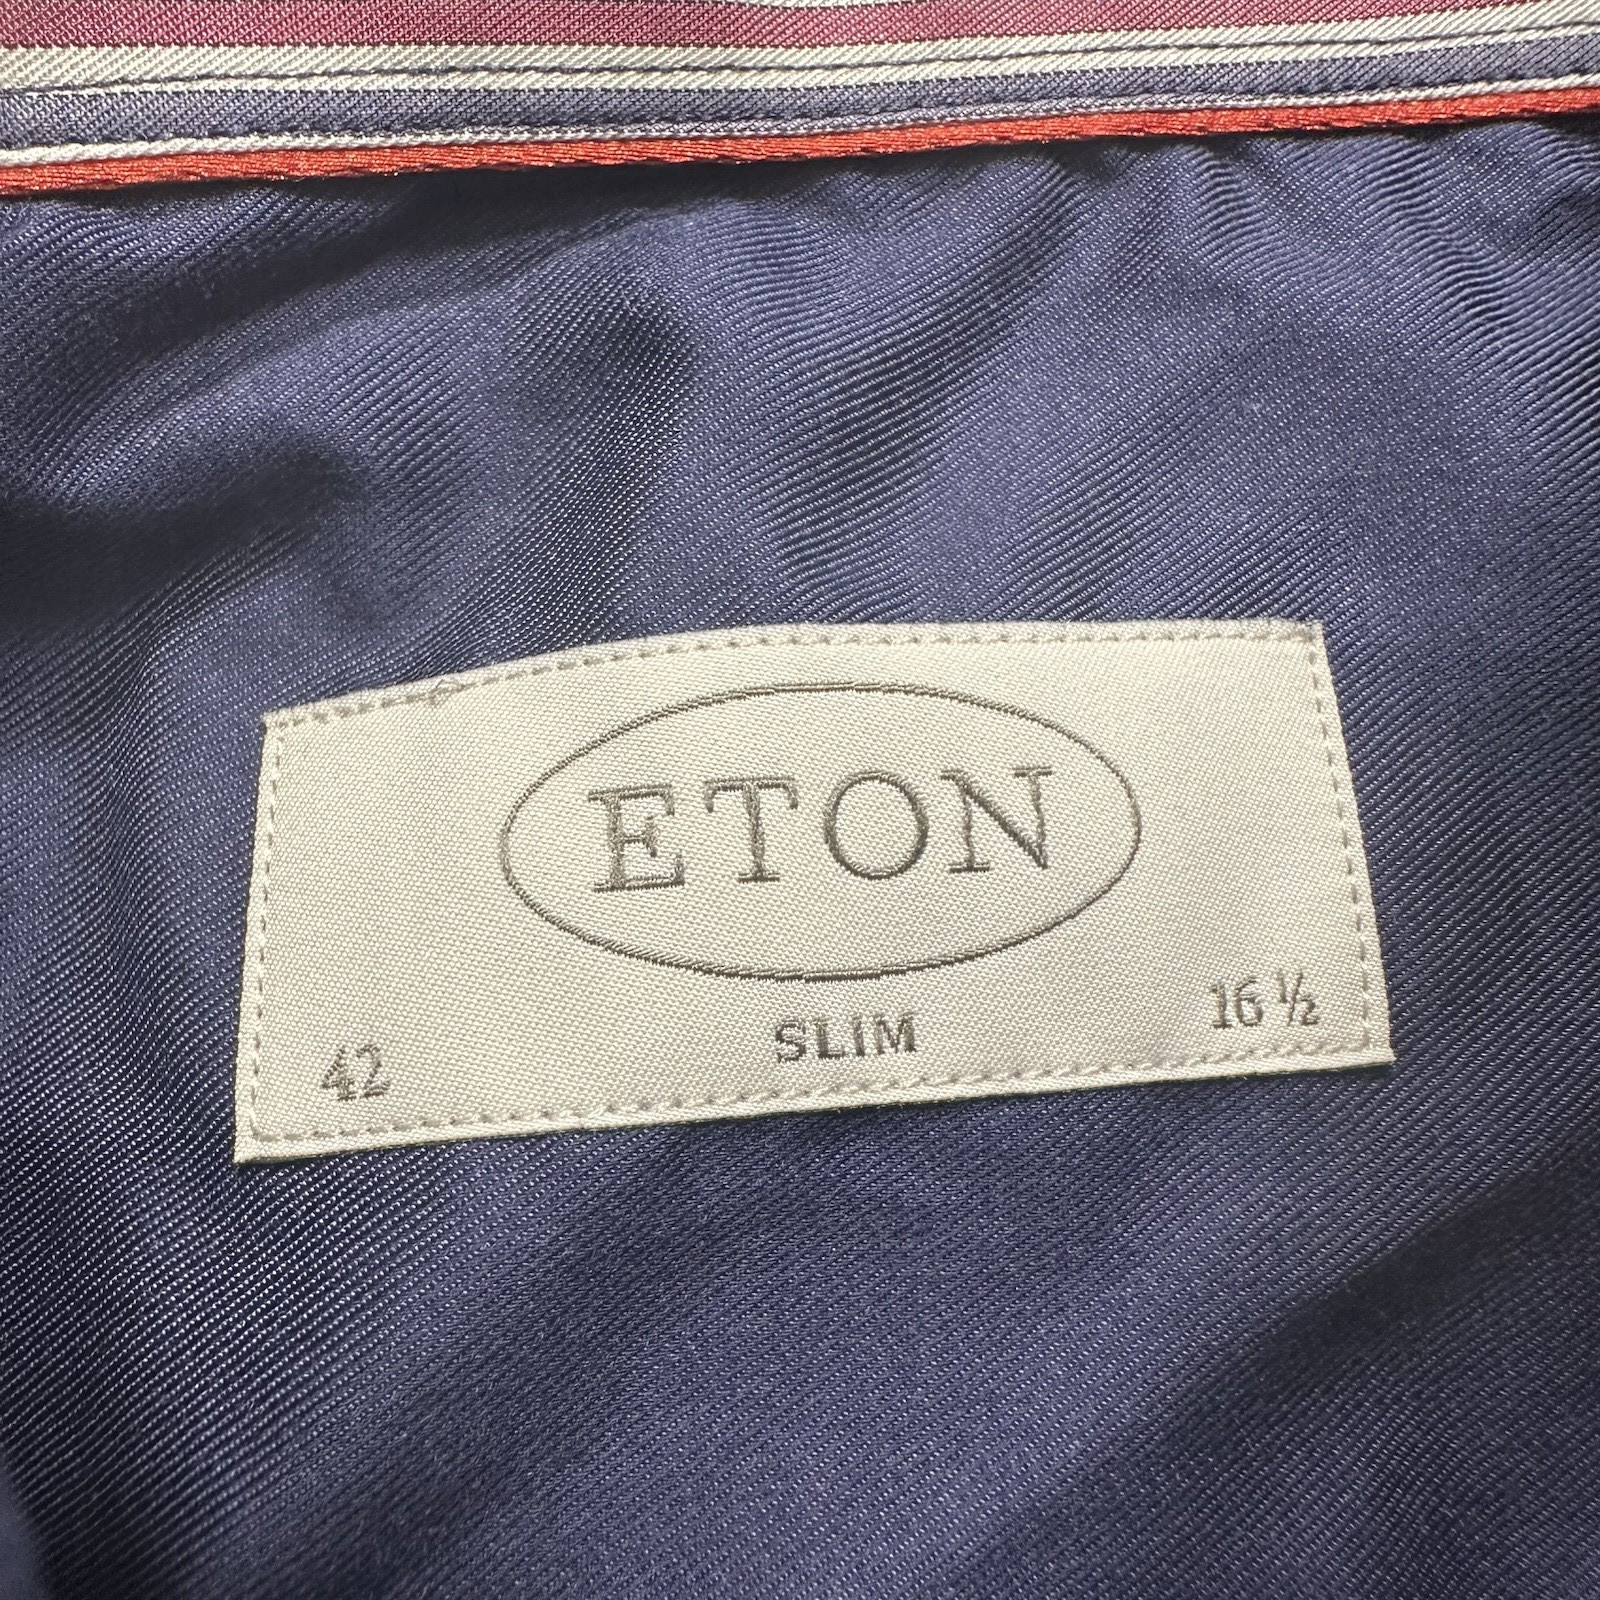 ETON
SLIM
42 16 ½